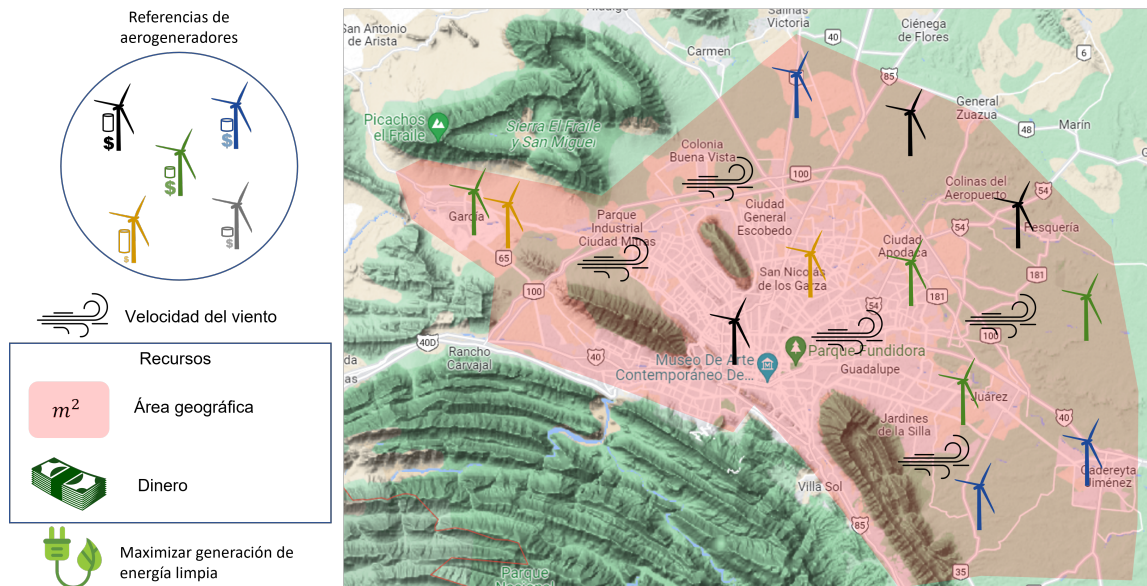 Referencias de
aerogeneradores
$
$
$
$
$
Velocidad del viento
Recursos
m²
Área geográfica
Dinero
Maximizar generación de
energía limpia
San Antonio
de Arista
Hidalgo
Salinas
Victoria
Ciénega
de Flores
40
Carmen
6
85
General
Zuazua
Picachos
el Fraile
Sierra El Fraile
y San Miguel
48
Marín
Colonia
Buena Vista
100
Colinas del
Aeropuerto
54
García
Parque
Industrial
Ciudad Mitras
Ciudad
General
Escobedo
54
Pesquería
65
Ciudad
Apodaca
San Nicolás
de los Garza
181
100
181
54
100
40D
Rancho
Carvajal
40
Museo De Arte
Contemporáneo De...
Parque Fundidora
Guadalupe
Juárez
Jardines
de la Silla
40
Villa Sol
Cadereyta
Jiménez
85
35
Parque
Nacional